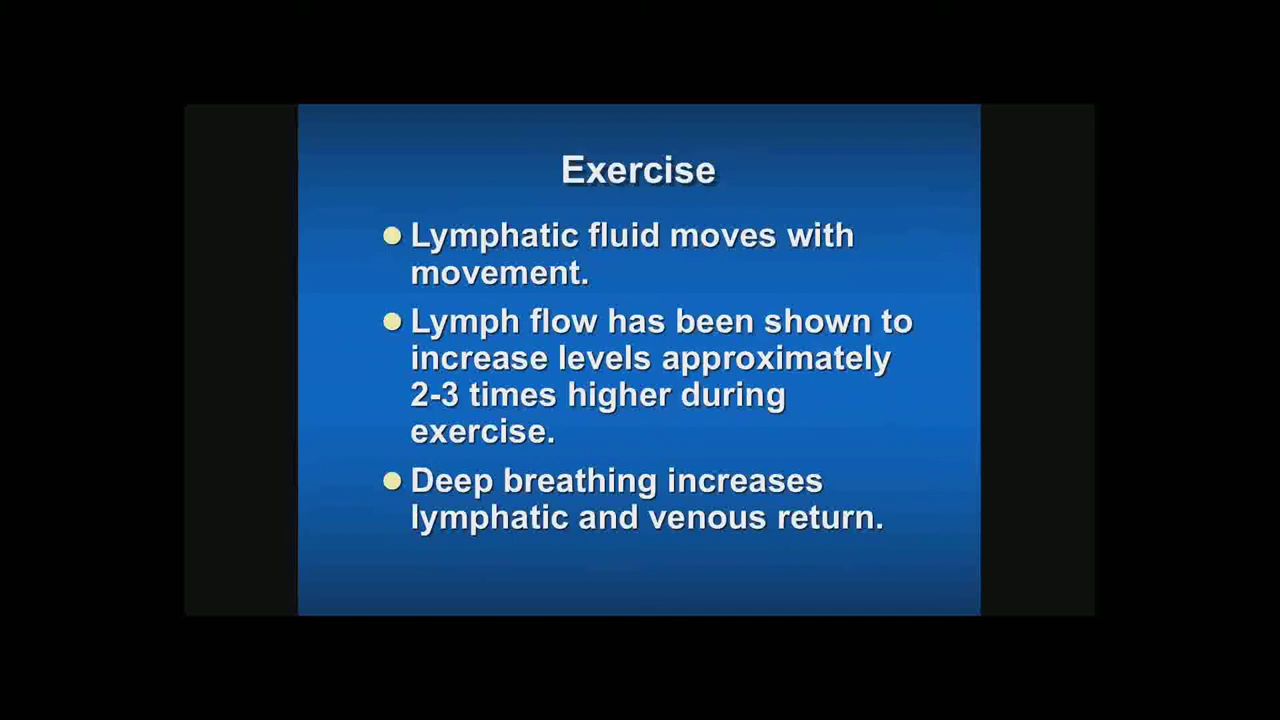 Exercise
Lymphatic fluid moves with
movement.
Lymph flow has been shown to
increase levels approximately
2-3 times higher during
exercise.
Deep breathing increases
lymphatic and venous return.